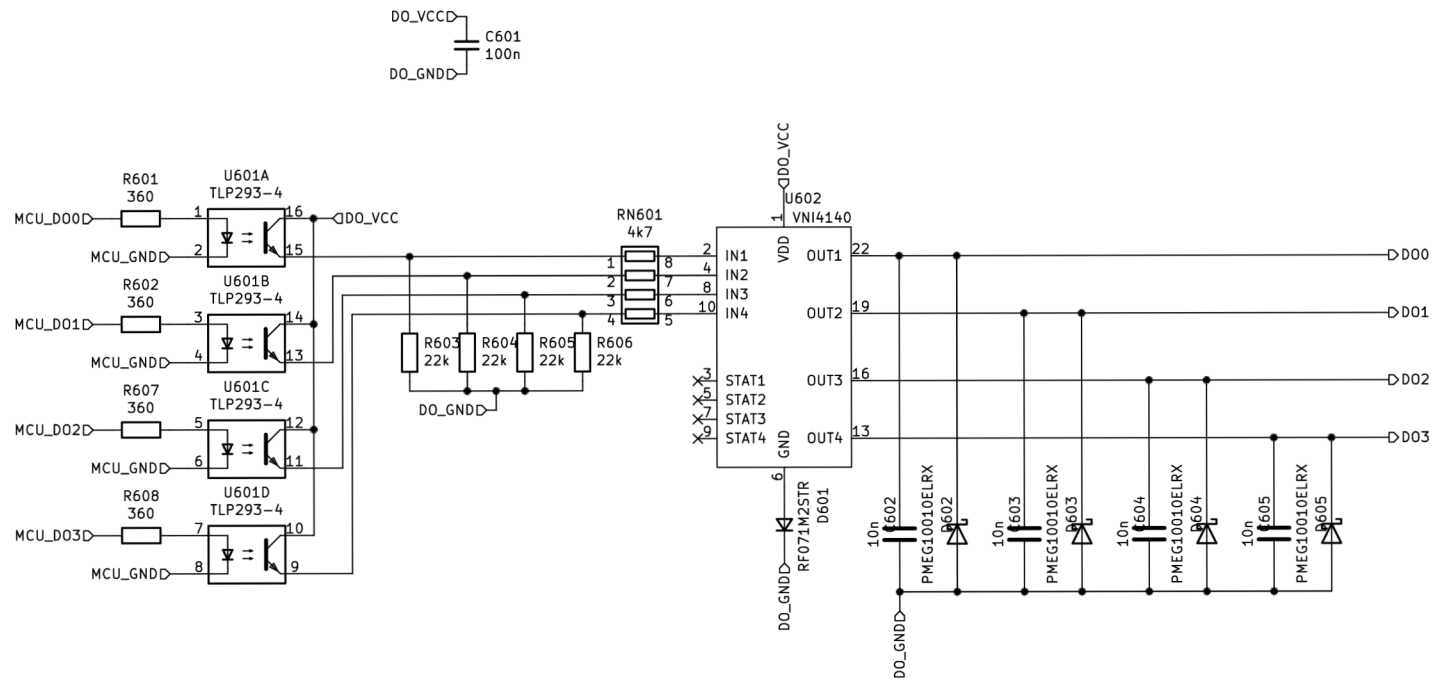 DO_VCC
C601
100n
DO_GND
DO_VCC
U602
VNI4140
R601
360
U601A
TLP293-4
MCU_DO0
1
16
DO_VCC
MCU_GND
2
15
R602
360
U601B
TLP293-4
MCU_DO1
3
14
MCU_GND
4
13
R607
360
U601C
TLP293-4
MCU_DO2
5
12
MCU_GND
6
11
R608
360
U601D
TLP293-4
MCU_DO3
7
10
MCU_GND
8
9
RN601
4k7
1
8
2
7
3
6
4
5
R603
22k
R604
22k
R605
22k
R606
22k
DO_GND
1
VDD
2
IN1
4
IN2
8
IN3
10
IN4
3
STAT1
5
STAT2
7
STAT3
9
STAT4
GND
6
OUT1
22
OUT2
19
OUT3
16
OUT4
13
DO0
DO1
DO2
DO3
RF071M2STR
D601
DO_GND
10n
C602
PMEG10010ELRX
D602
10n
C603
PMEG10010ELRX
D603
10n
C604
PMEG10010ELRX
D604
10n
C605
PMEG10010ELRX
D605
DO_GND